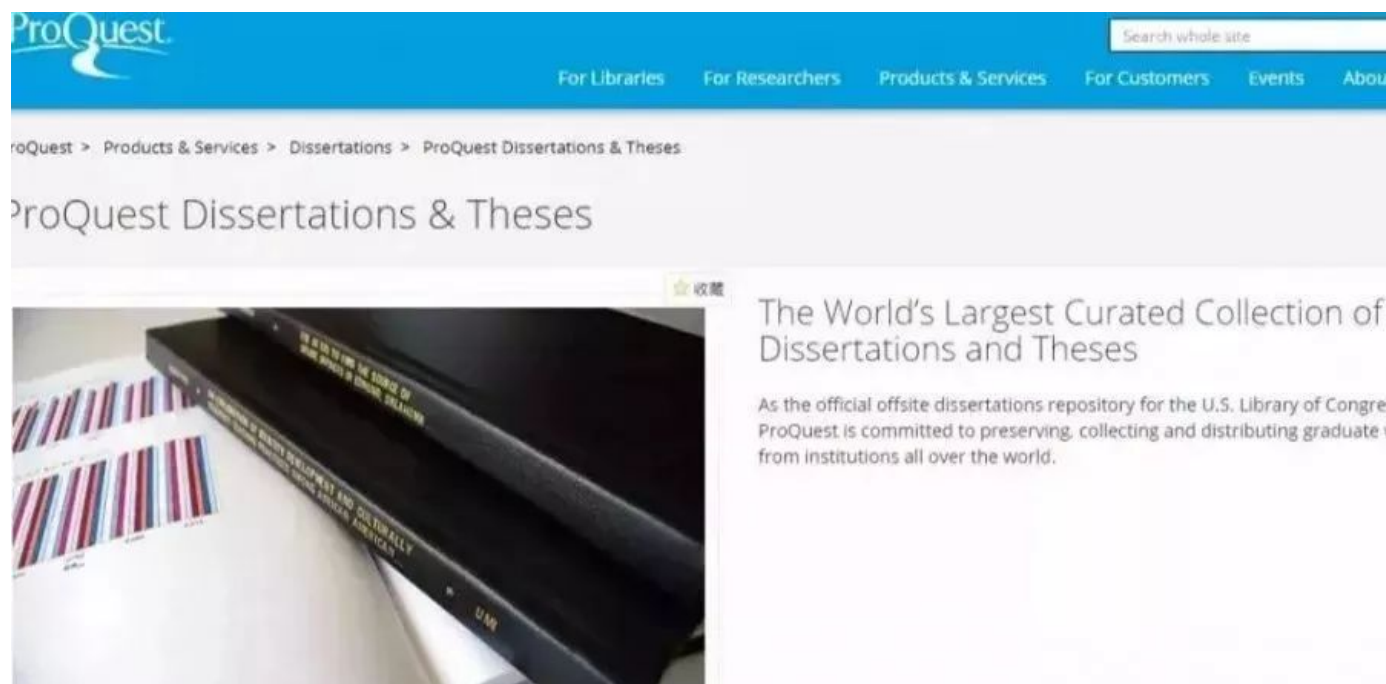 ProQuest
Search whole site
For Libraries For Researchers Products & Services For Customers Events Abou
roQuest > Products & Services > Dissertations > ProQuest Dissertations & Theses
ProQuest Dissertations & Theses
收藏
The World's Largest Curated Collection of
Dissertations and Theses
As the official offsite dissertations repository for the U.S. Library of Congre
ProQuest is committed to preserving, collecting and distributing graduate
from institutions all over the world.
DEVELOPMENT AND CULTURALLY
UMI